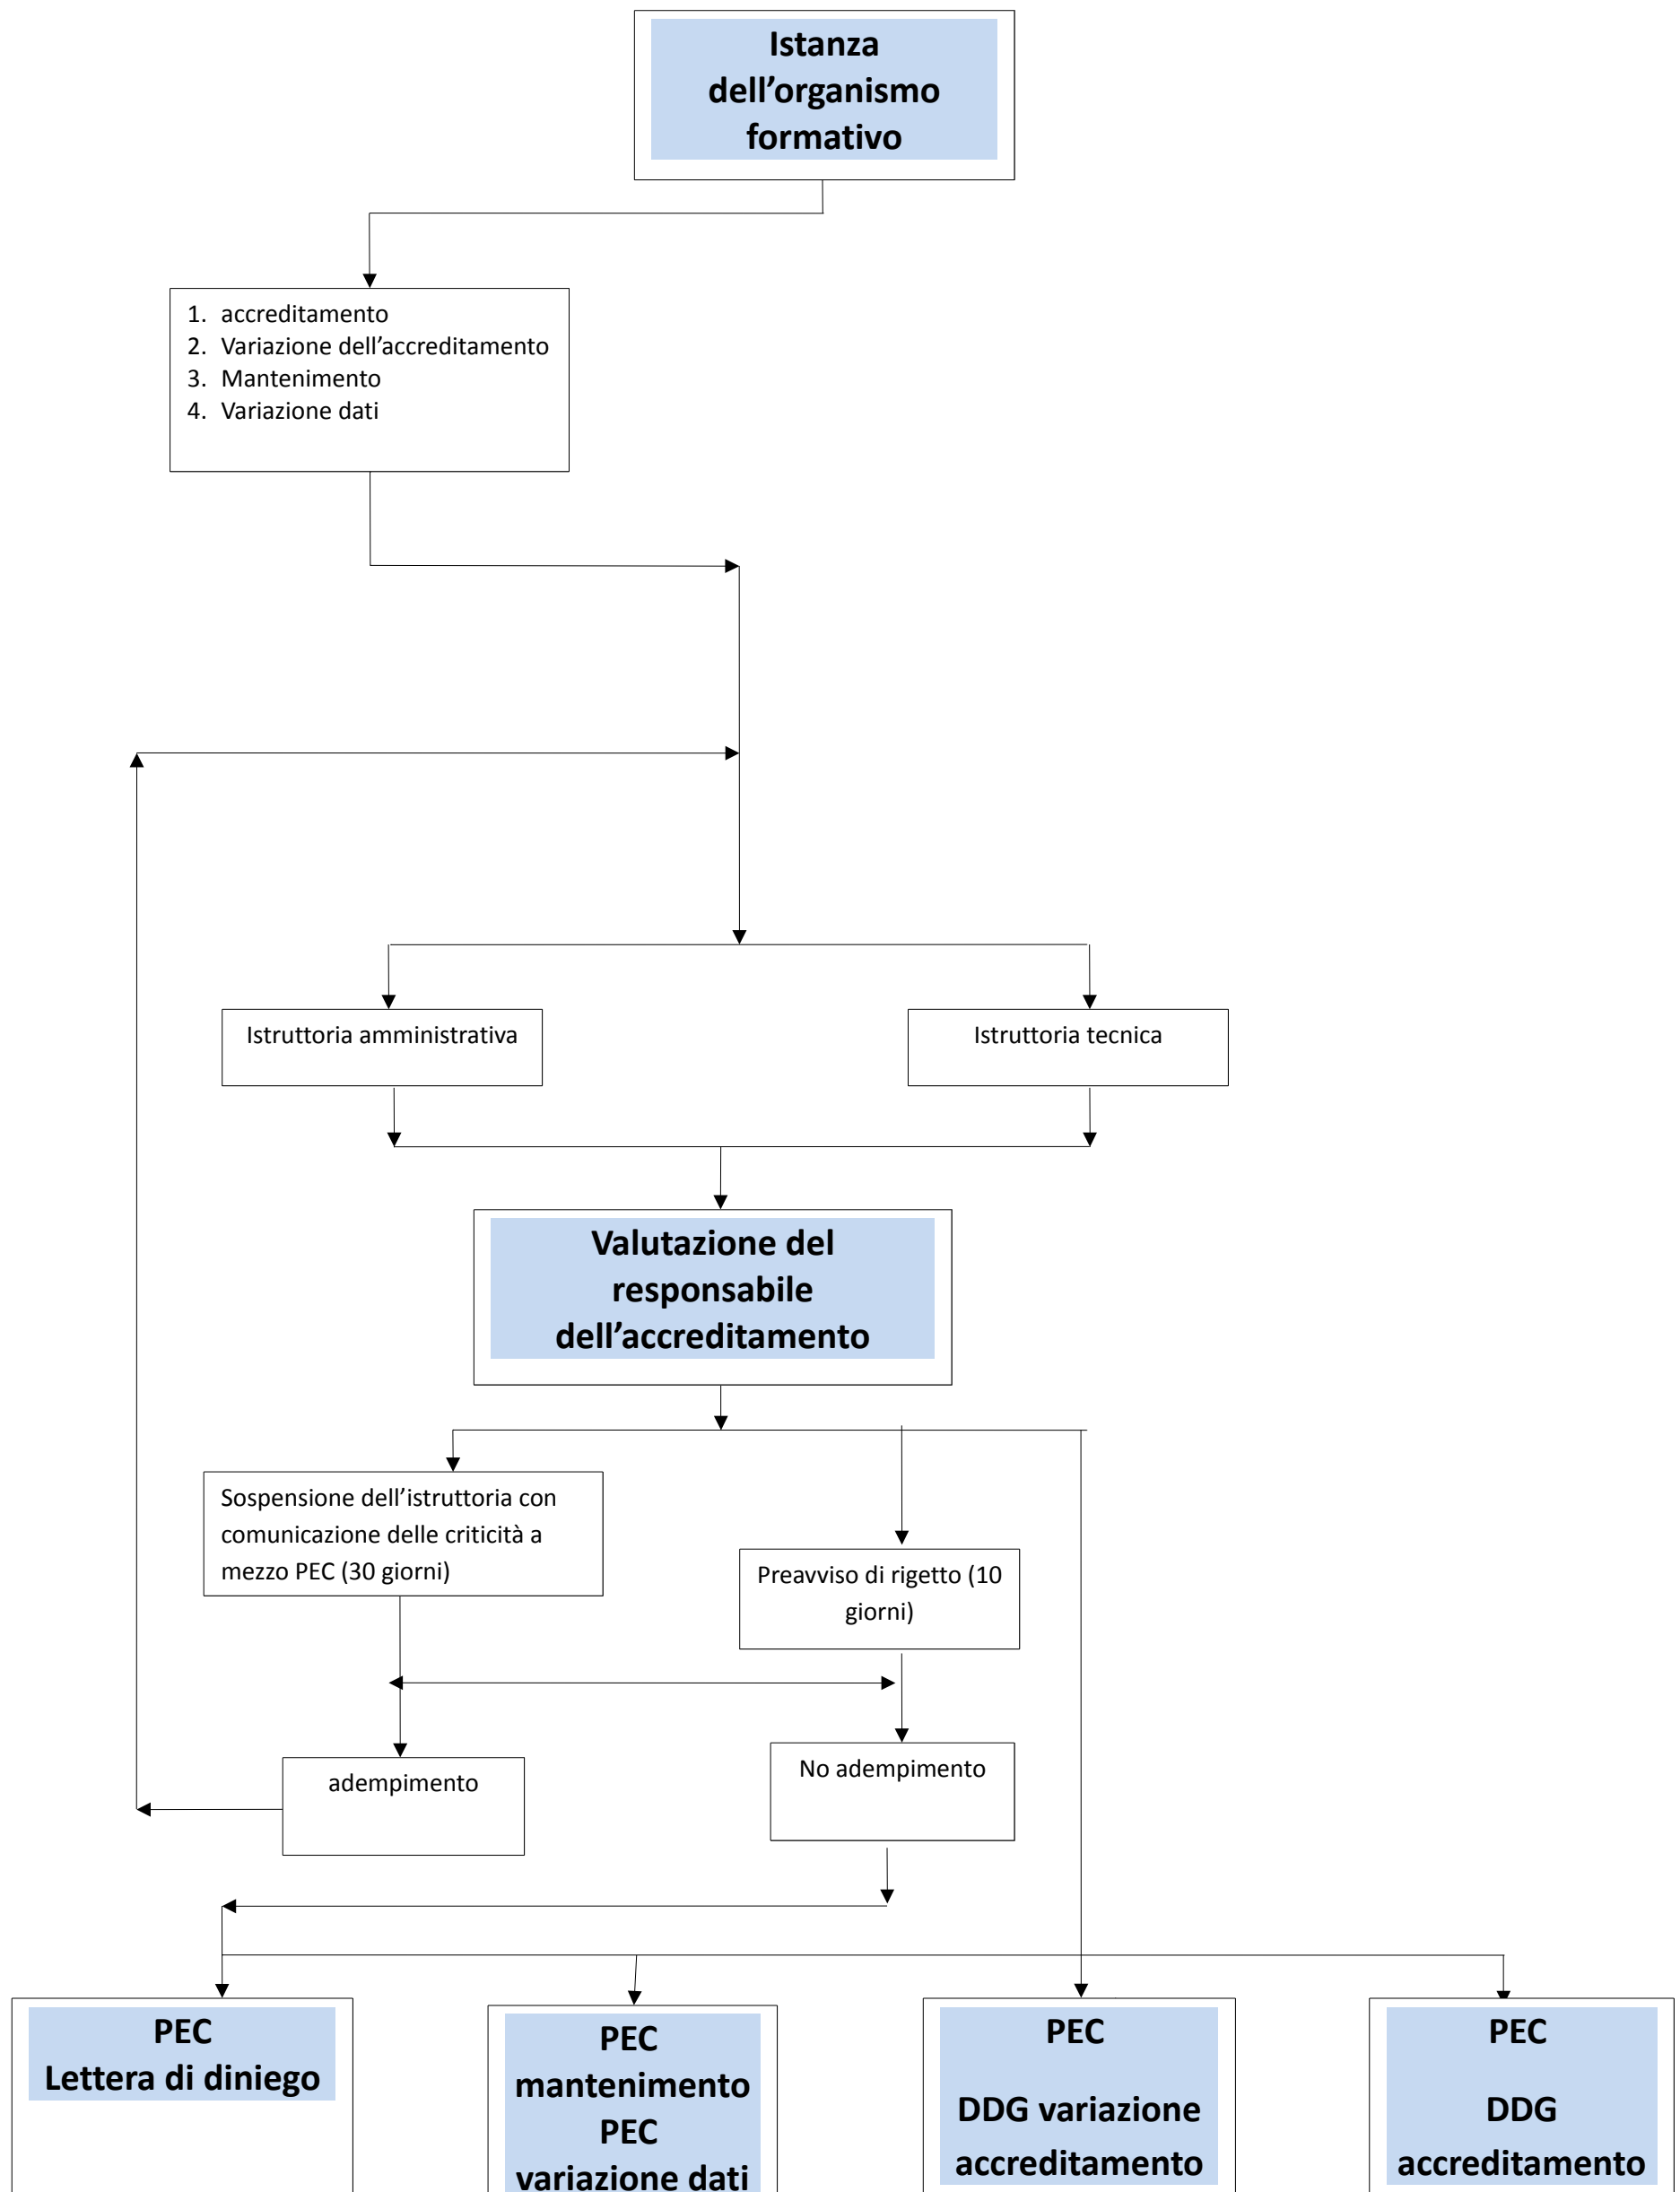 Istanza
dell’organismo
formativo
1. accreditamento
2. Variazione dell’accreditamento
3. Mantenimento
4. Variazione dati
Istruttoria amministrativa
Istruttoria tecnica
Valutazione del
responsabile
dell’accreditamento
Sospensione dell’istruttoria con
comunicazione delle criticità a
mezzo PEC (30 giorni)
Preavviso di rigetto (10
giorni)
adempimento
No adempimento
PEC
Lettera di diniego
PEC
mantenimento
PEC
variazione dati
PEC
DDG variazione
accreditamento
PEC
DDG
accreditamento